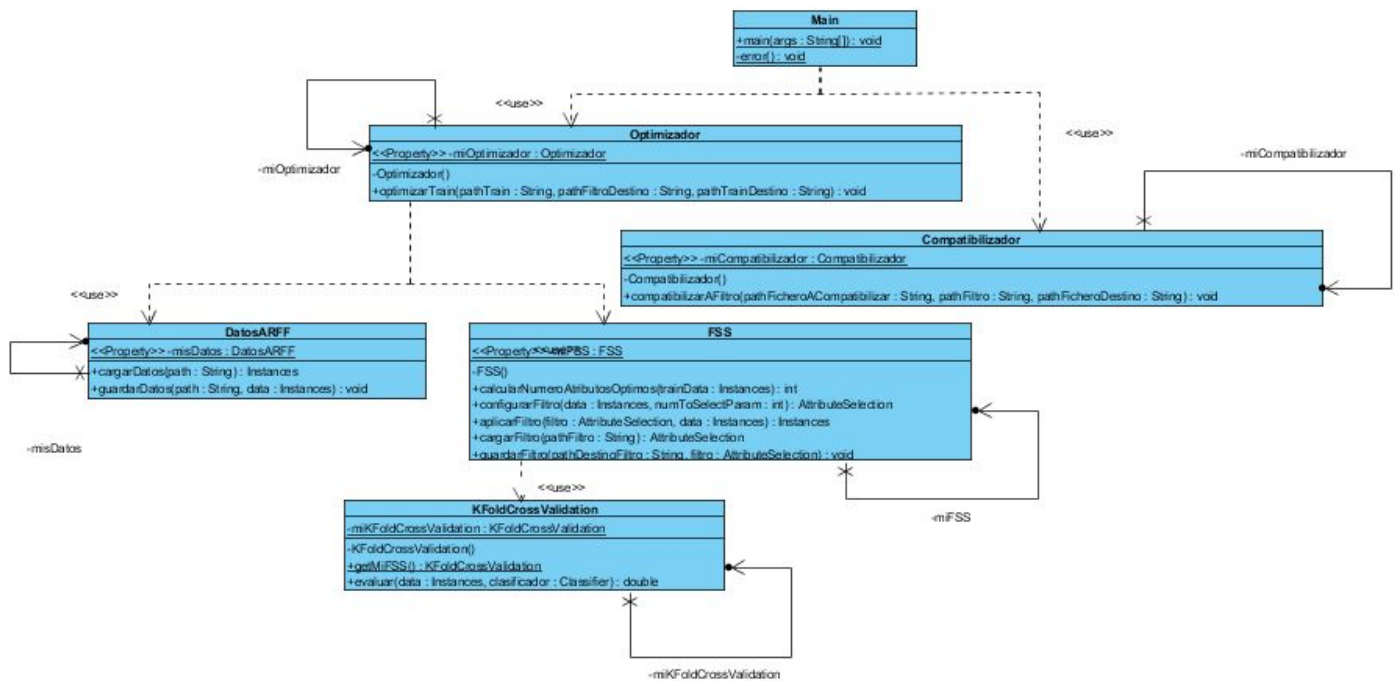 Main
+main(args : String[]) : void
-error() : void
<<use>>
<<use>>
-miOptimizador
Optimizador
<<Property>> -miOptimizador : Optimizador
-Optimizador()
+optimizarTrain(pathTrain : String, pathFiltroDestino : String, pathTrainDestino : String) : void
-miCompatibilizador
Compatibilizador
<<Property>> -miCompatibilizador : Compatibilizador
-Compatibilizador()
+compatibilizarAFiltro(pathFicheroACompatibilizar : String, pathFiltro : String, pathFicheroDestino : String) : void
<<use>>
DatosARFF
<<Property>> -misDatos : DatosARFF
+cargarDatos(path : String) : Instances
+guardarDatos(path : String, data : Instances) : void
-misDatos
FSS
<<Property>> -miFSS : FSS
-FSS()
+calcularNumeroAtributosOptimos(trainData : Instances) : int
+configurarFiltro(data : Instances, numToSelectParam : int) : AttributeSelection
+aplicarFiltro(filtro : AttributeSelection, data : Instances) : Instances
+cargarFiltro(pathFiltro : String) : AttributeSelection
+guardarFiltro(pathDestinoFiltro : String, filtro : AttributeSelection) : void
-miFSS
<<use>>
KFoldCrossValidation
-miKFoldCrossValidation : KFoldCrossValidation
-KFoldCrossValidation()
+getMiFSS() : KFoldCrossValidation
+evaluar(data : Instances, clasificador : Classifier) : double
-miKFoldCrossValidation